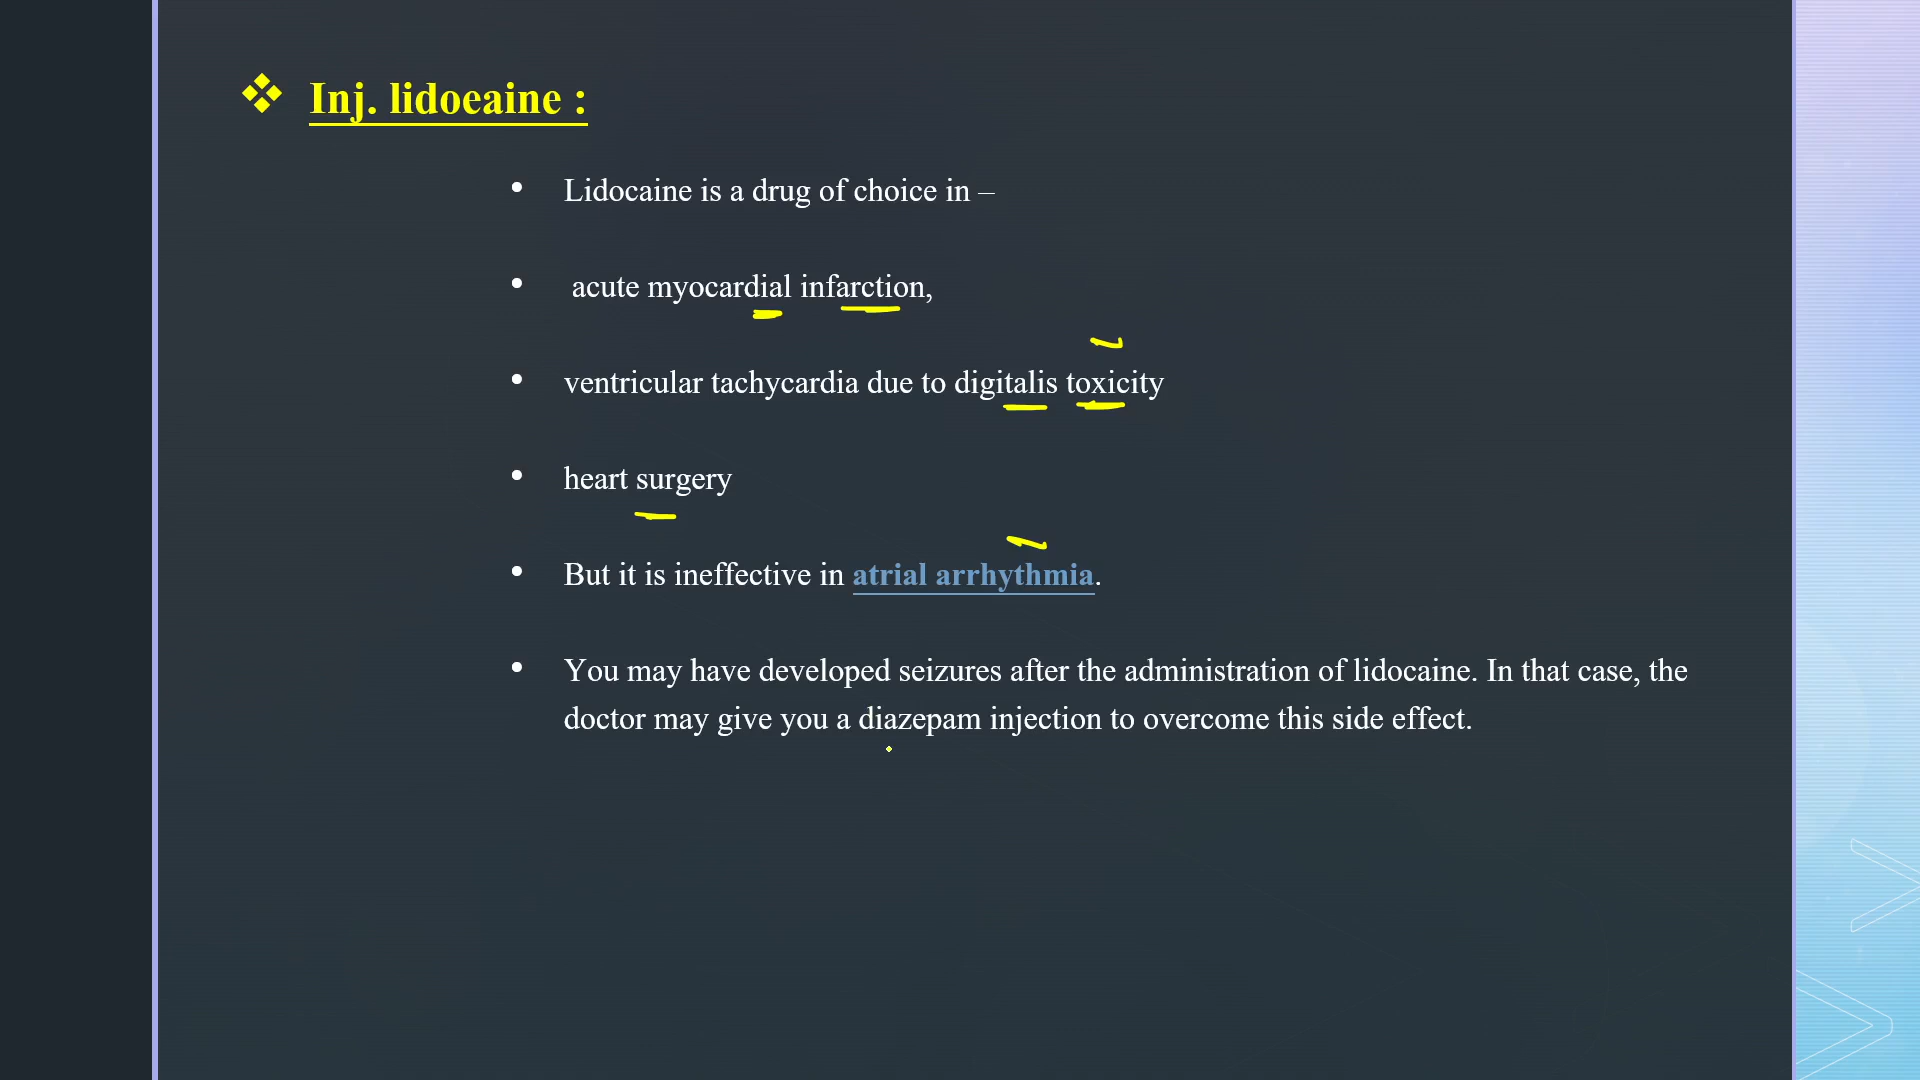 Inj. lidoeaine :
Lidocaine is a drug of choice in –
acute myocardial infarction,
ventricular tachycardia due to digitalis toxicity
heart surgery
But it is ineffective in atrial arrhythmia.
You may have developed seizures after the administration of lidocaine. In that case, the
doctor may give you a diazepam injection to overcome this side effect.